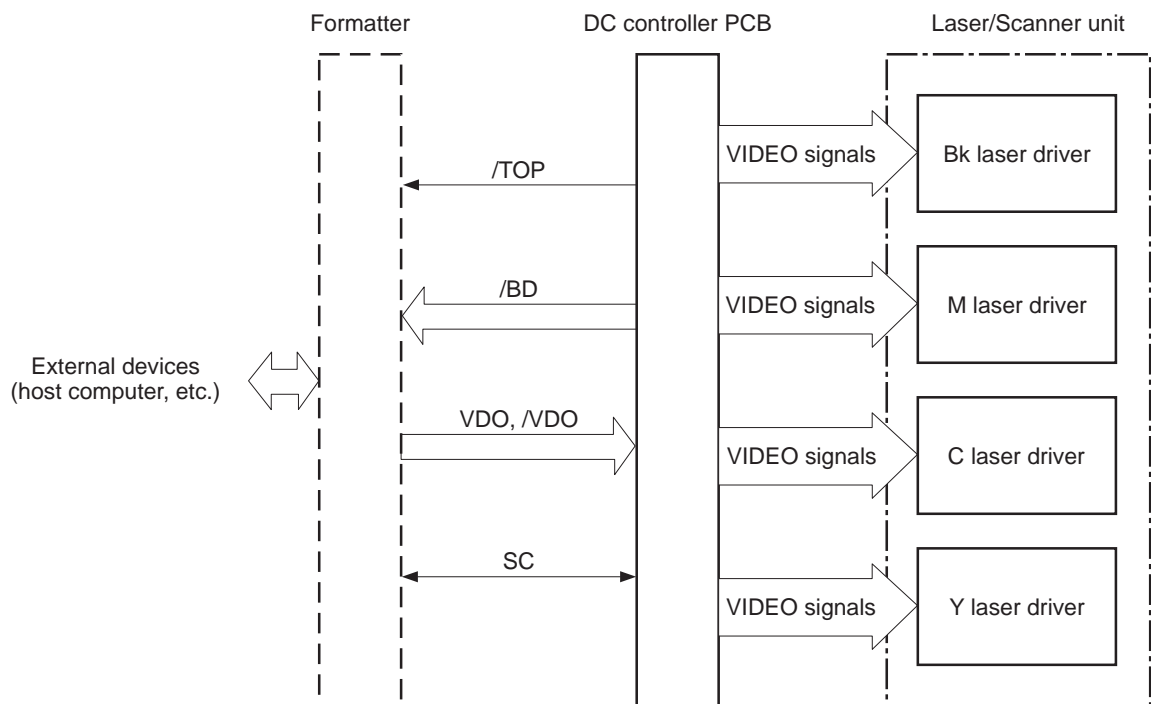 Formatter
DC controller PCB
Laser/Scanner unit
/TOP
VIDEO signals
Bk laser driver
/BD
VIDEO signals
M laser driver
External devices
(host computer, etc.)
VDO, /VDO
VIDEO signals
C laser driver
SC
VIDEO signals
Y laser driver